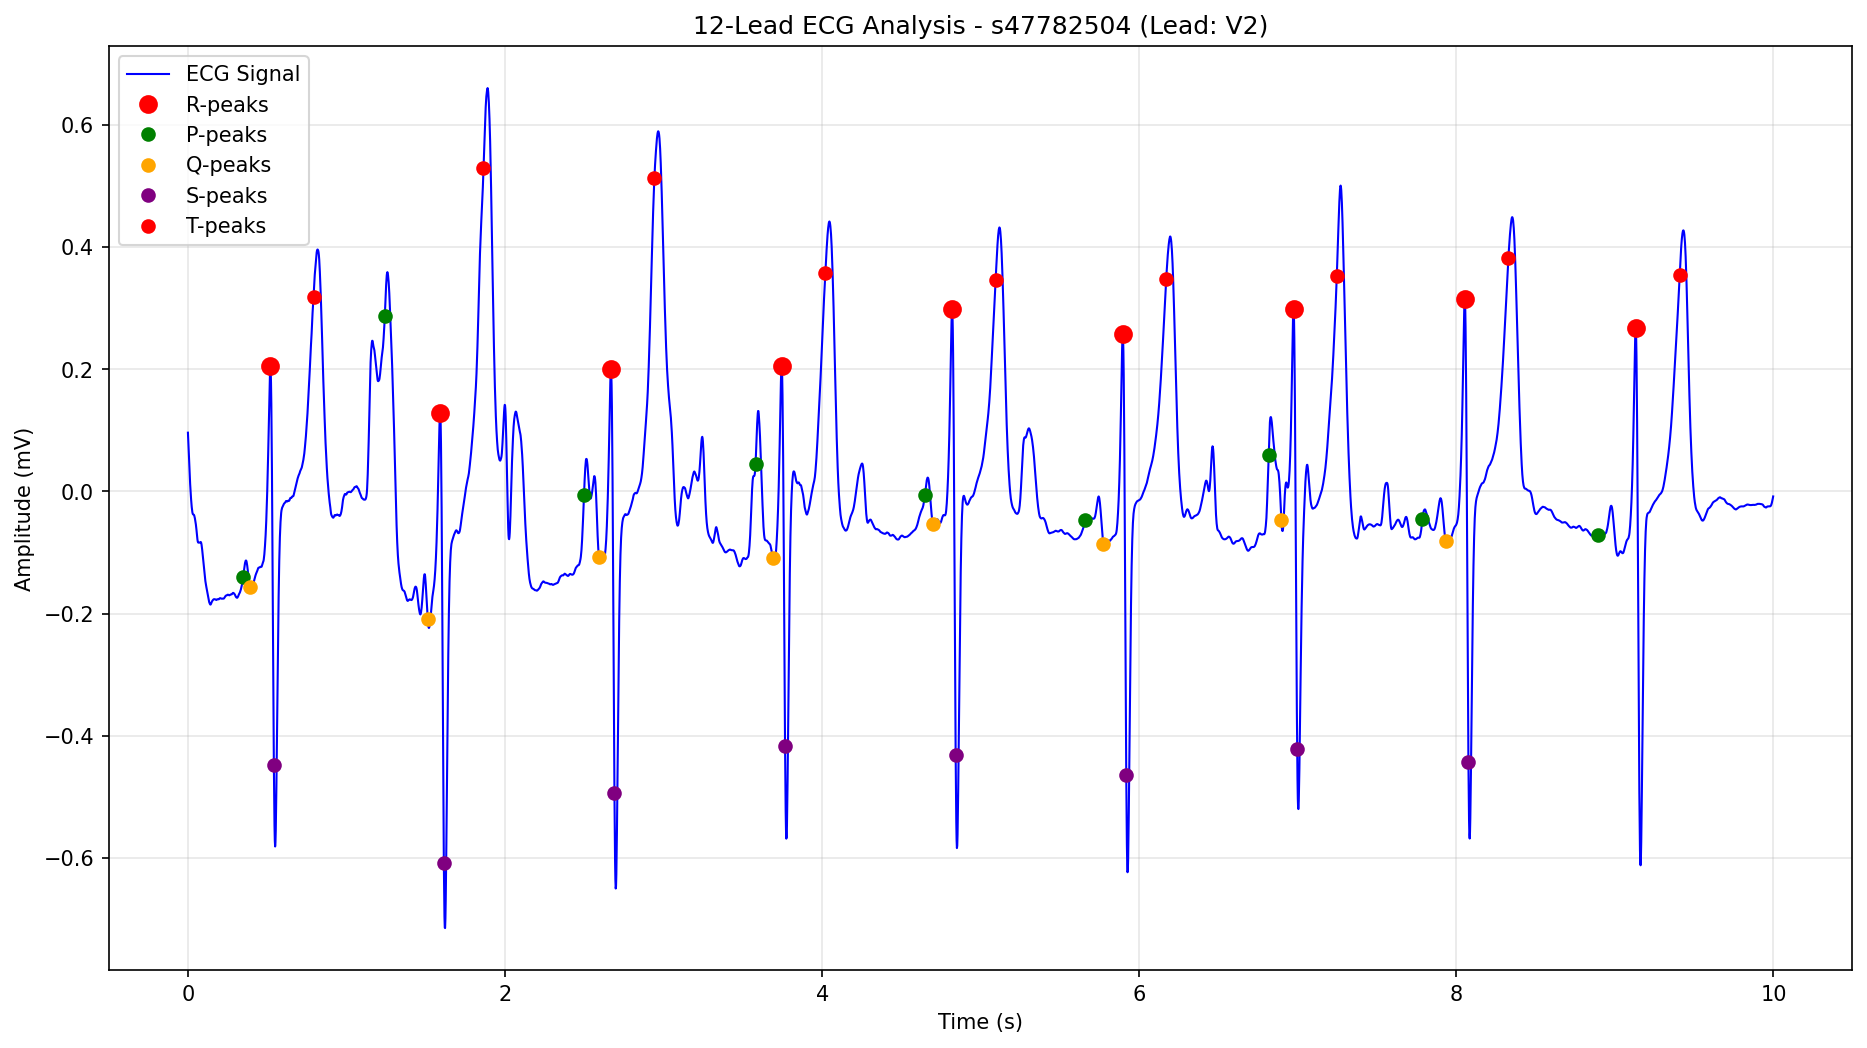 12-Lead ECG Analysis - s47782504 (Lead: V2)
ECG Signal
R-peaks
P-peaks
Q-peaks
S-peaks
T-peaks
Amplitude (mV)
0.6
0.4
0.2
0.0
−0.2
−0.4
−0.6
0 2 4 6 8 10
Time (s)